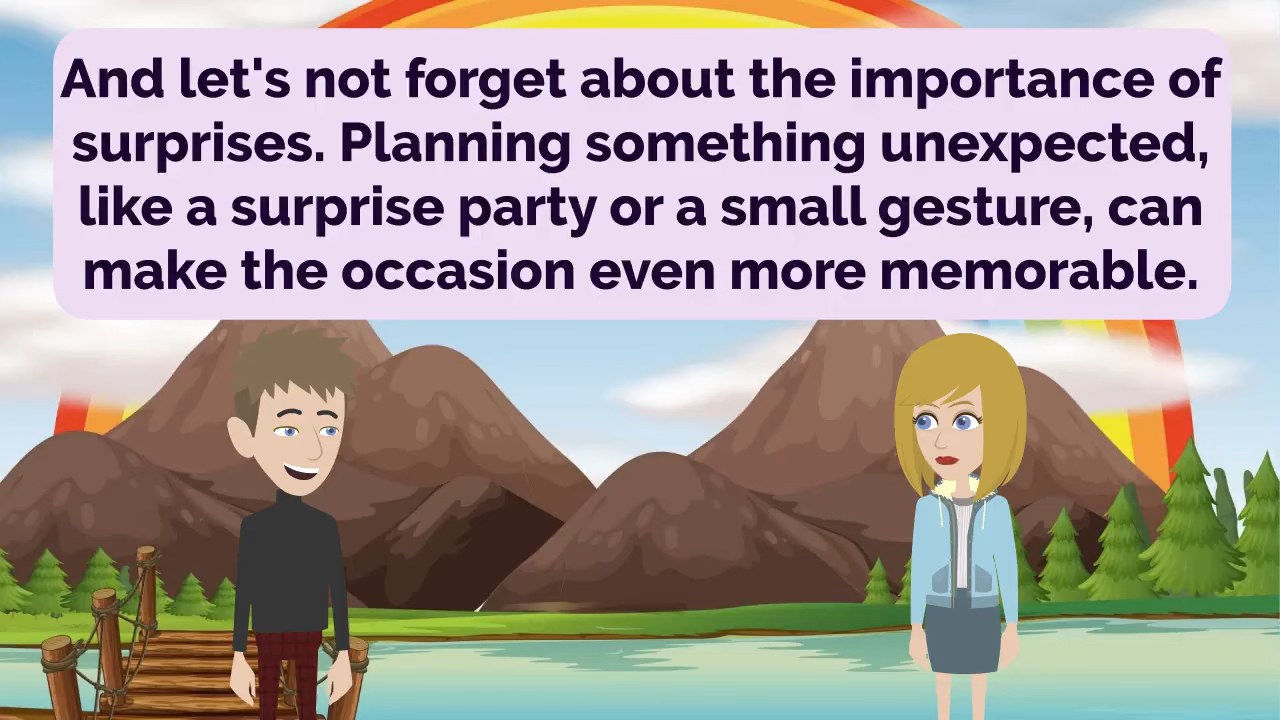 And let's not forget about the importance of
surprises. Planning something unexpected,
like a surprise party or a small gesture, can
make the occasion even more memorable.